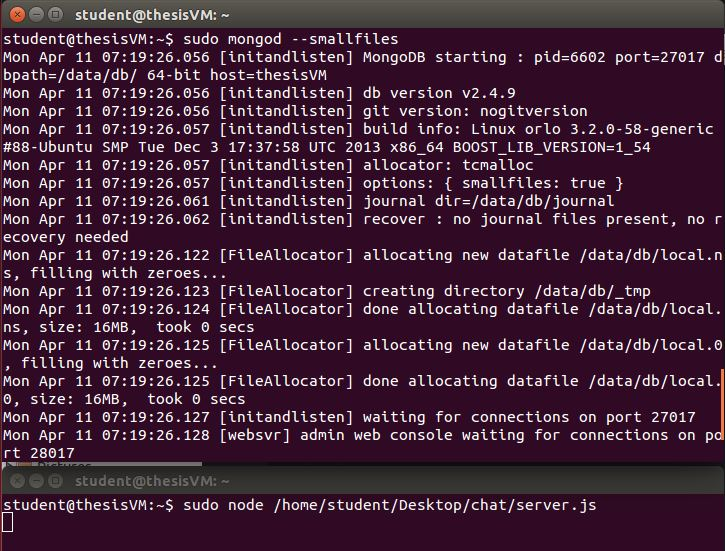 student@thesisVM: ~
student@thesisVM:~$ sudo mongod --smallfiles
Mon Apr 11 07:19:26.056 [initandlisten] MongoDB starting : pid=6602 port=27017 d
bpath=/data/db/ 64-bit host=thesisVM
Mon Apr 11 07:19:26.056 [initandlisten] db version v2.4.9
Mon Apr 11 07:19:26.056 [initandlisten] git version: nogitversion
Mon Apr 11 07:19:26.057 [initandlisten] build info: Linux orlo 3.2.0-58-generic
#88-Ubuntu SMP Tue Dec 3 17:37:58 UTC 2013 x86_64 BOOST_LIB_VERSION=1_54
Mon Apr 11 07:19:26.057 [initandlisten] allocator: tcmalloc
Mon Apr 11 07:19:26.057 [initandlisten] options: { smallfiles: true }
Mon Apr 11 07:19:26.061 [initandlisten] journal dir=/data/db/journal
Mon Apr 11 07:19:26.062 [initandlisten] recover : no journal files present, no r
ecovery needed
Mon Apr 11 07:19:26.122 [FileAllocator] allocating new datafile /data/db/local.n
s, filling with zeroes...
Mon Apr 11 07:19:26.123 [FileAllocator] creating directory /data/db/_tmp
Mon Apr 11 07:19:26.124 [FileAllocator] done allocating datafile /data/db/local.
ns, size: 16MB,  took 0 secs
Mon Apr 11 07:19:26.125 [FileAllocator] allocating new datafile /data/db/local.0
, filling with zeroes...
Mon Apr 11 07:19:26.125 [FileAllocator] done allocating datafile /data/db/local.
0, size: 16MB,  took 0 secs
Mon Apr 11 07:19:26.127 [initandlisten] waiting for connections on port 27017
Mon Apr 11 07:19:26.128 [websvr] admin web console waiting for connections on po
rt 28017
Pictures
student@thesisVM: ~
student@thesisVM:~$ sudo node /home/student/Desktop/chat/server.js